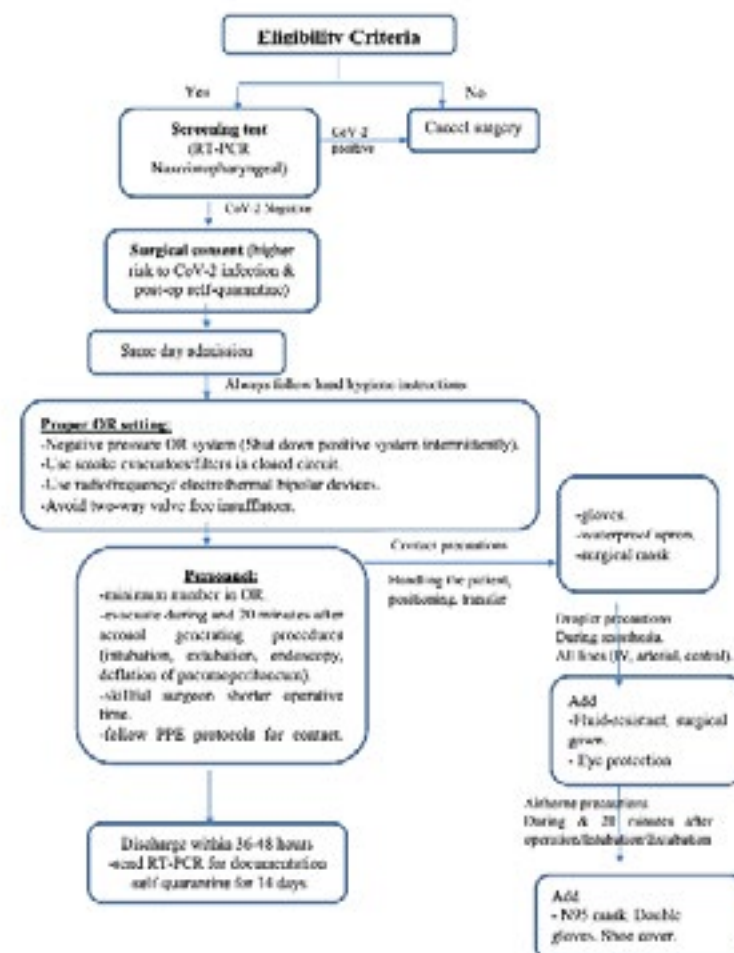 Eligibility Criteria
Yes
No
Screening test
(RT-PCR
Nasorinopharyngeal)
CoV-2
positive
Cancel surgery
CoV-2 Negative
Surgical consent (higher
risk to CoV-2 infection &
post-op self-quarantine)
Same day admission
Always follow hand hygiene instructions
Proper OR setting:
-Negative pressure OR system (Shut down positive system intermittently).
-Use smoke evacuators/filters in closed circuit.
-Use radiofrequency/ electrothermal bipolar devices.
-Avoid two-way valve free insufflators.
Personnel:
-minimum number in OR.
-evacuate during and 20 minutes after
aerosol generating procedures
(intubation, extubation, endoscopy,
deflation of pneumoperitoneum).
-skillful surgeon shorter operative
time.
-follow PPE protocols for contact.
Contact precautions
Handling the patient,
positioning, transfer
-gloves.
-waterproof apron.
-surgical mask
Droplet precautions
During anesthesia.
All lines (IV, arterial, central).
Add
-Fluid-resistant, surgical
gown.
- Eye protection
Airborne precautions
During & 20 minutes after
operation/Intubation/Extubation
Add
- N95 mask, Double
gloves. Shoe cover.
Discharge within 36-48 hours
-send RT-PCR for documentation
self quarantine for 14 days